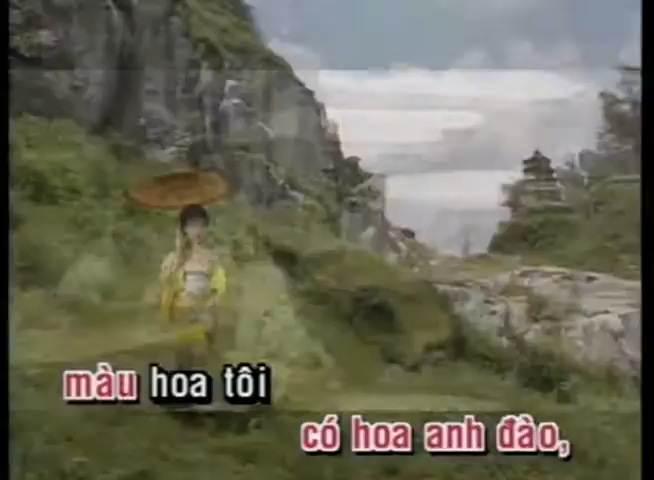 màu hoa tôi
có hoa anh đào,